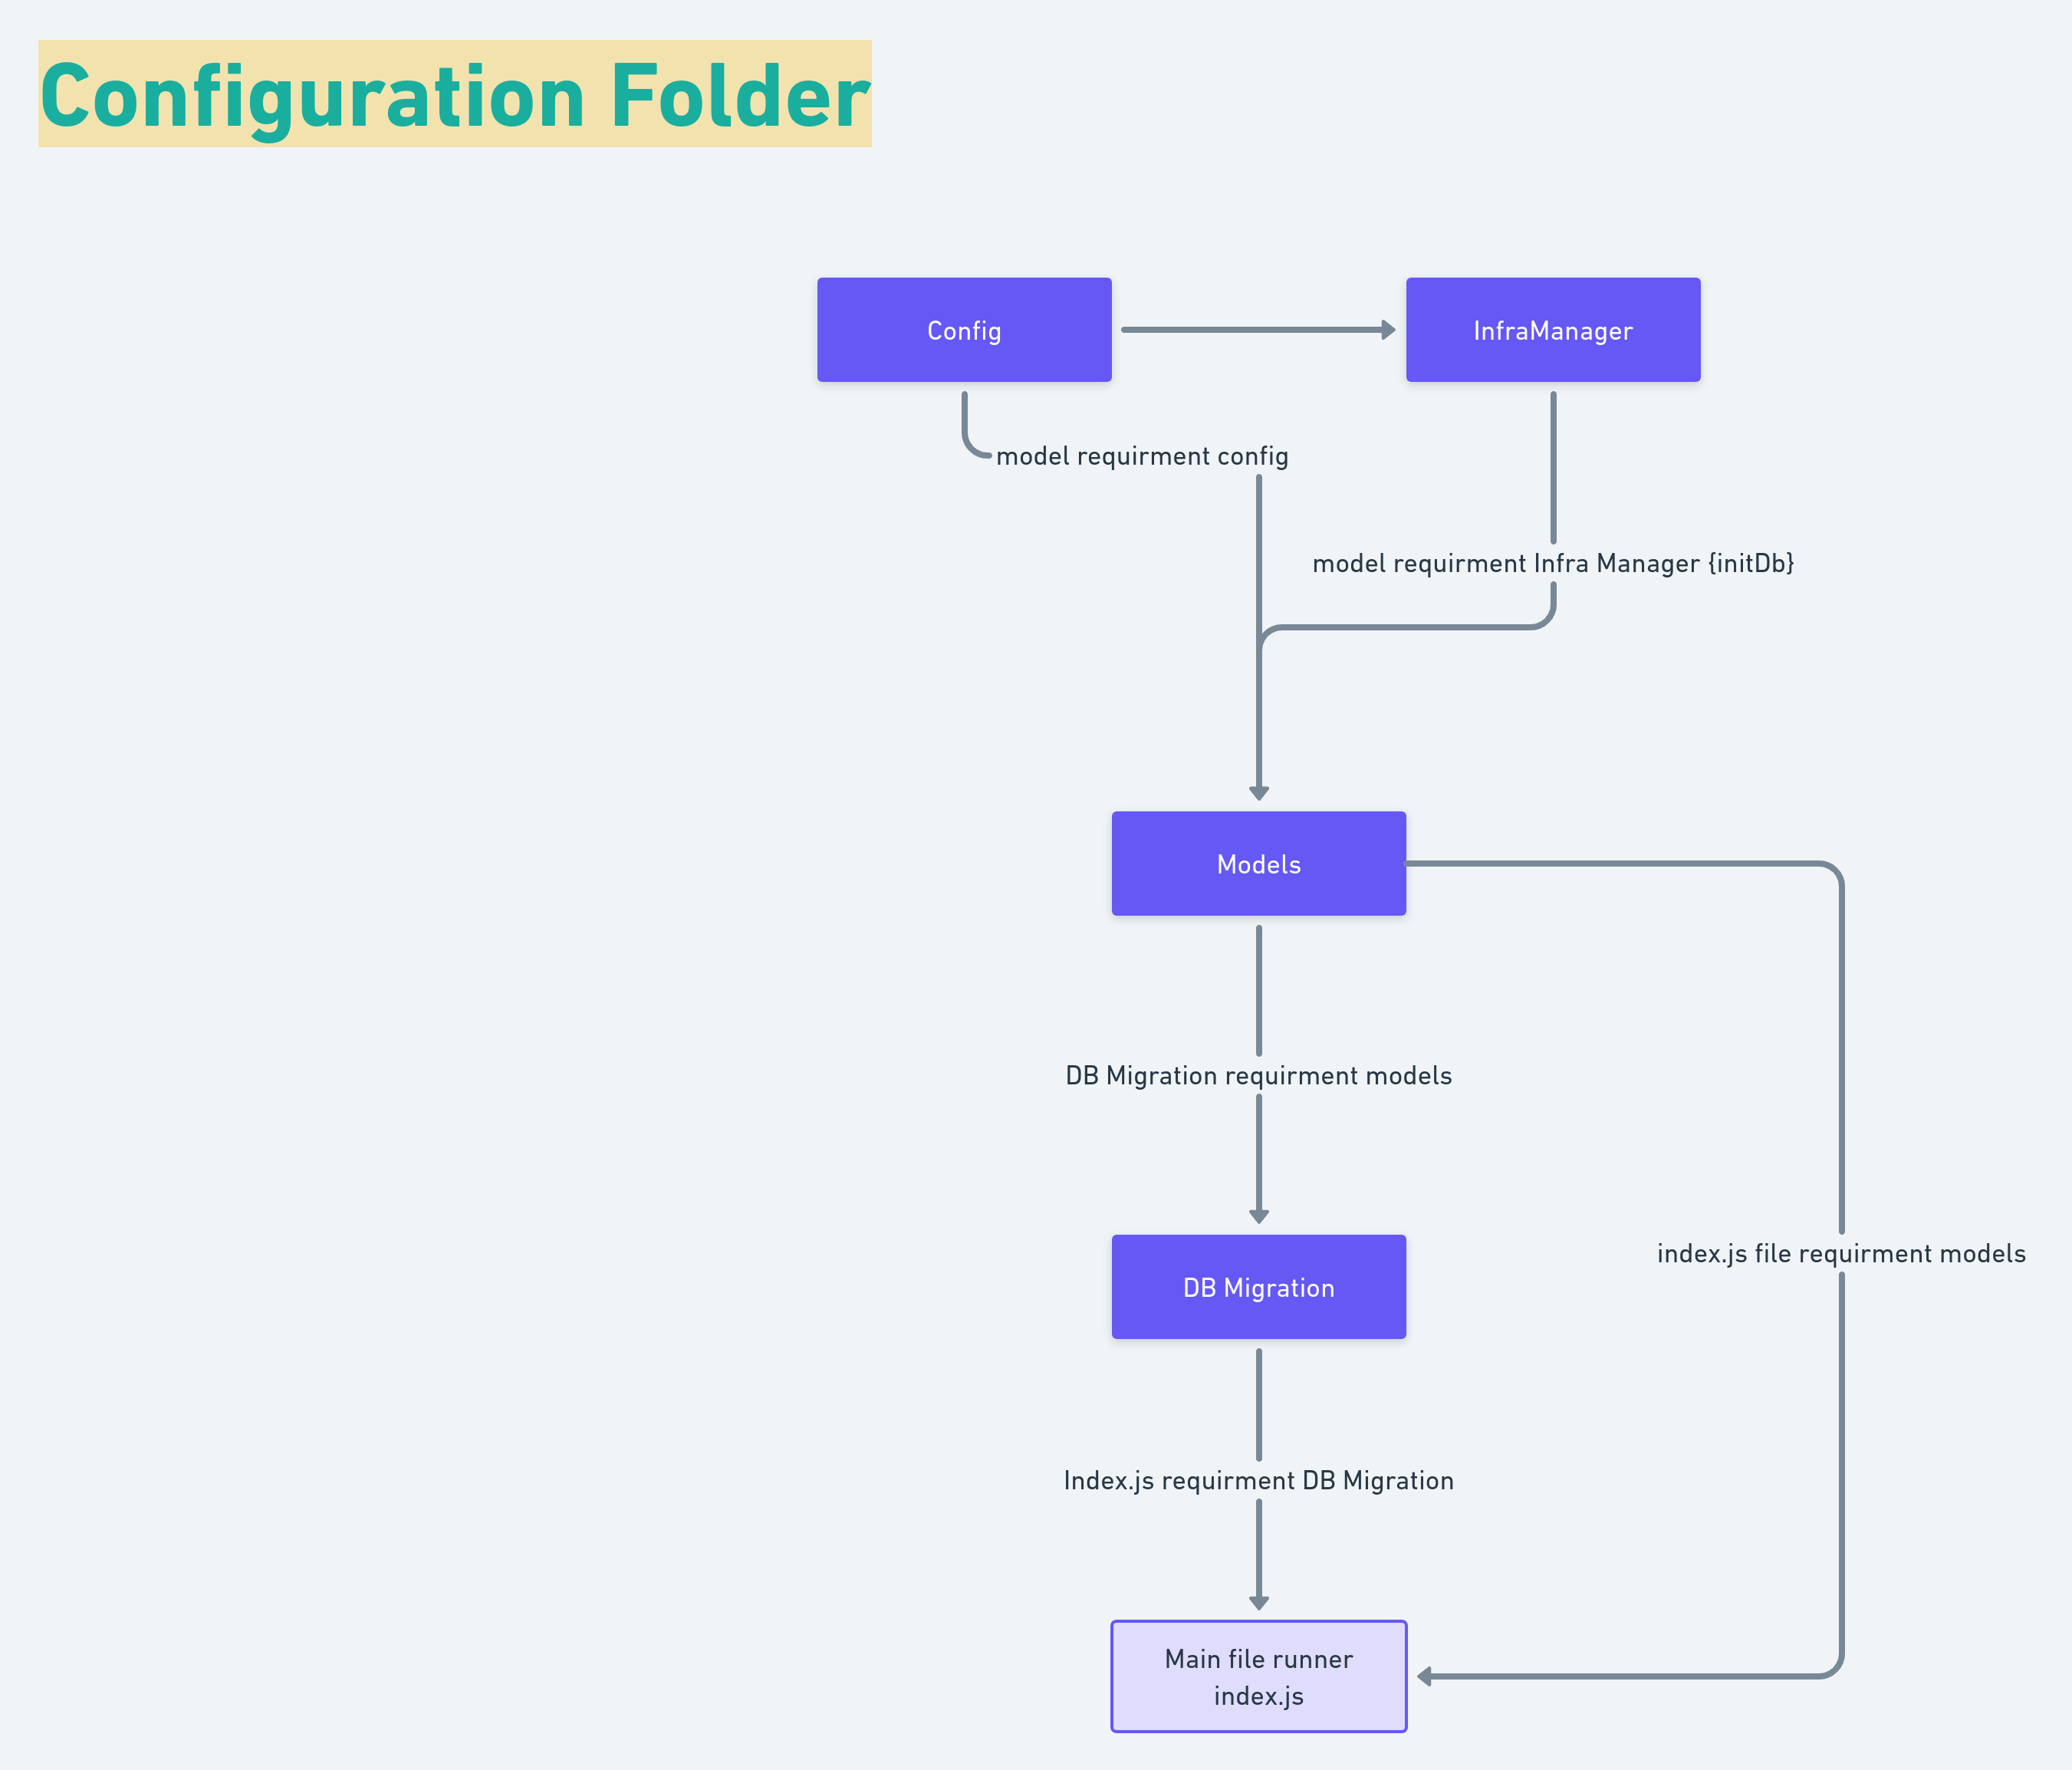 Configuration Folder
Config
InfraManager
model requirment config
model requirment Infra Manager {initDb}
Models
DB Migration requirment models
index.js file requirment models
DB Migration
Index.js requirment DB Migration
Main file runner
index.js